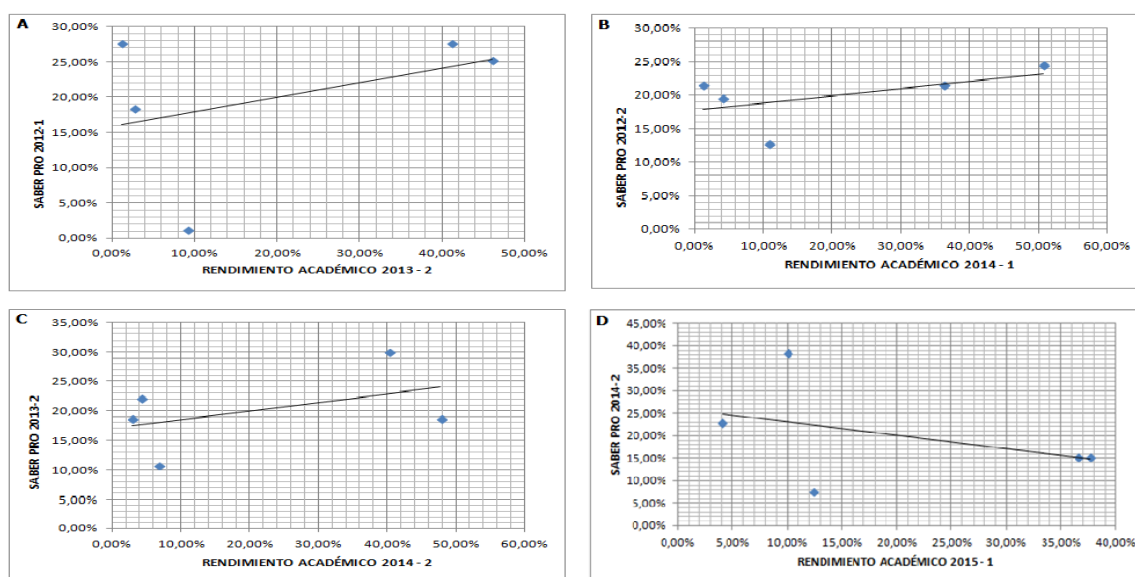 A
30,00%
25,00%
20,00%
15,00%
10,00%
5,00%
0,00%
SABER PRO 2012-1
0,00% 10,00% 20,00% 30,00% 40,00% 50,00%
RENDIMIENTO ACADÉMICO 2013 - 2
B
30,00%
25,00%
20,00%
15,00%
10,00%
5,00%
0,00%
SABER PRO 2012-2
0,00% 10,00% 20,00% 30,00% 40,00% 50,00% 60,00%
RENDIMIENTO ACADÉMICO 2014 - 1
C
35,00%
30,00%
25,00%
20,00%
15,00%
10,00%
5,00%
0,00%
SABER PRO 2013-2
0,00% 10,00% 20,00% 30,00% 40,00% 50,00% 60,00%
RENDIMIENTO ACADÉMICO 2014 - 2
D
45,00%
40,00%
35,00%
30,00%
25,00%
20,00%
15,00%
10,00%
5,00%
0,00%
SABER PRO 2014-2
0,00% 5,00% 10,00% 15,00% 20,00% 25,00% 30,00% 35,00% 40,00%
RENDIMIENTO ACADÉMICO 2015 - 1